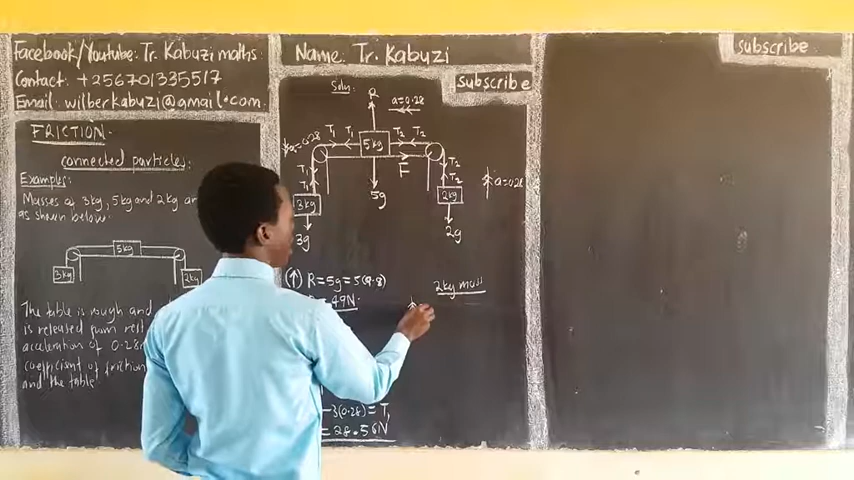 Facebook/Youtube: Tr. Kabuzi maths
Contact: +256701335517
Email: wilberkabuzi@gmail.com
FRICTION.
connected particles.
Examples
Masses of 3kg, 5kg and 2kg
as shown below.
5kg
3kg
2kg
The table is rough and
is released from rest
acceleration of 0.28
coefficient of friction
and the table
Name: Tr. Kabuzi
subscribe
Soln:
R
a=0.28
a=0.28
T₁ T₁ 5kg T₂ T₂
F
T₁ T₂
T₁ T₂
a=0.28
3kg 5g 2kg
3g 2g
(↑) R=5g=5(9.8)
= 49N
2kg mass
-3(0.28) = T₁
= 28.56N
subscribe